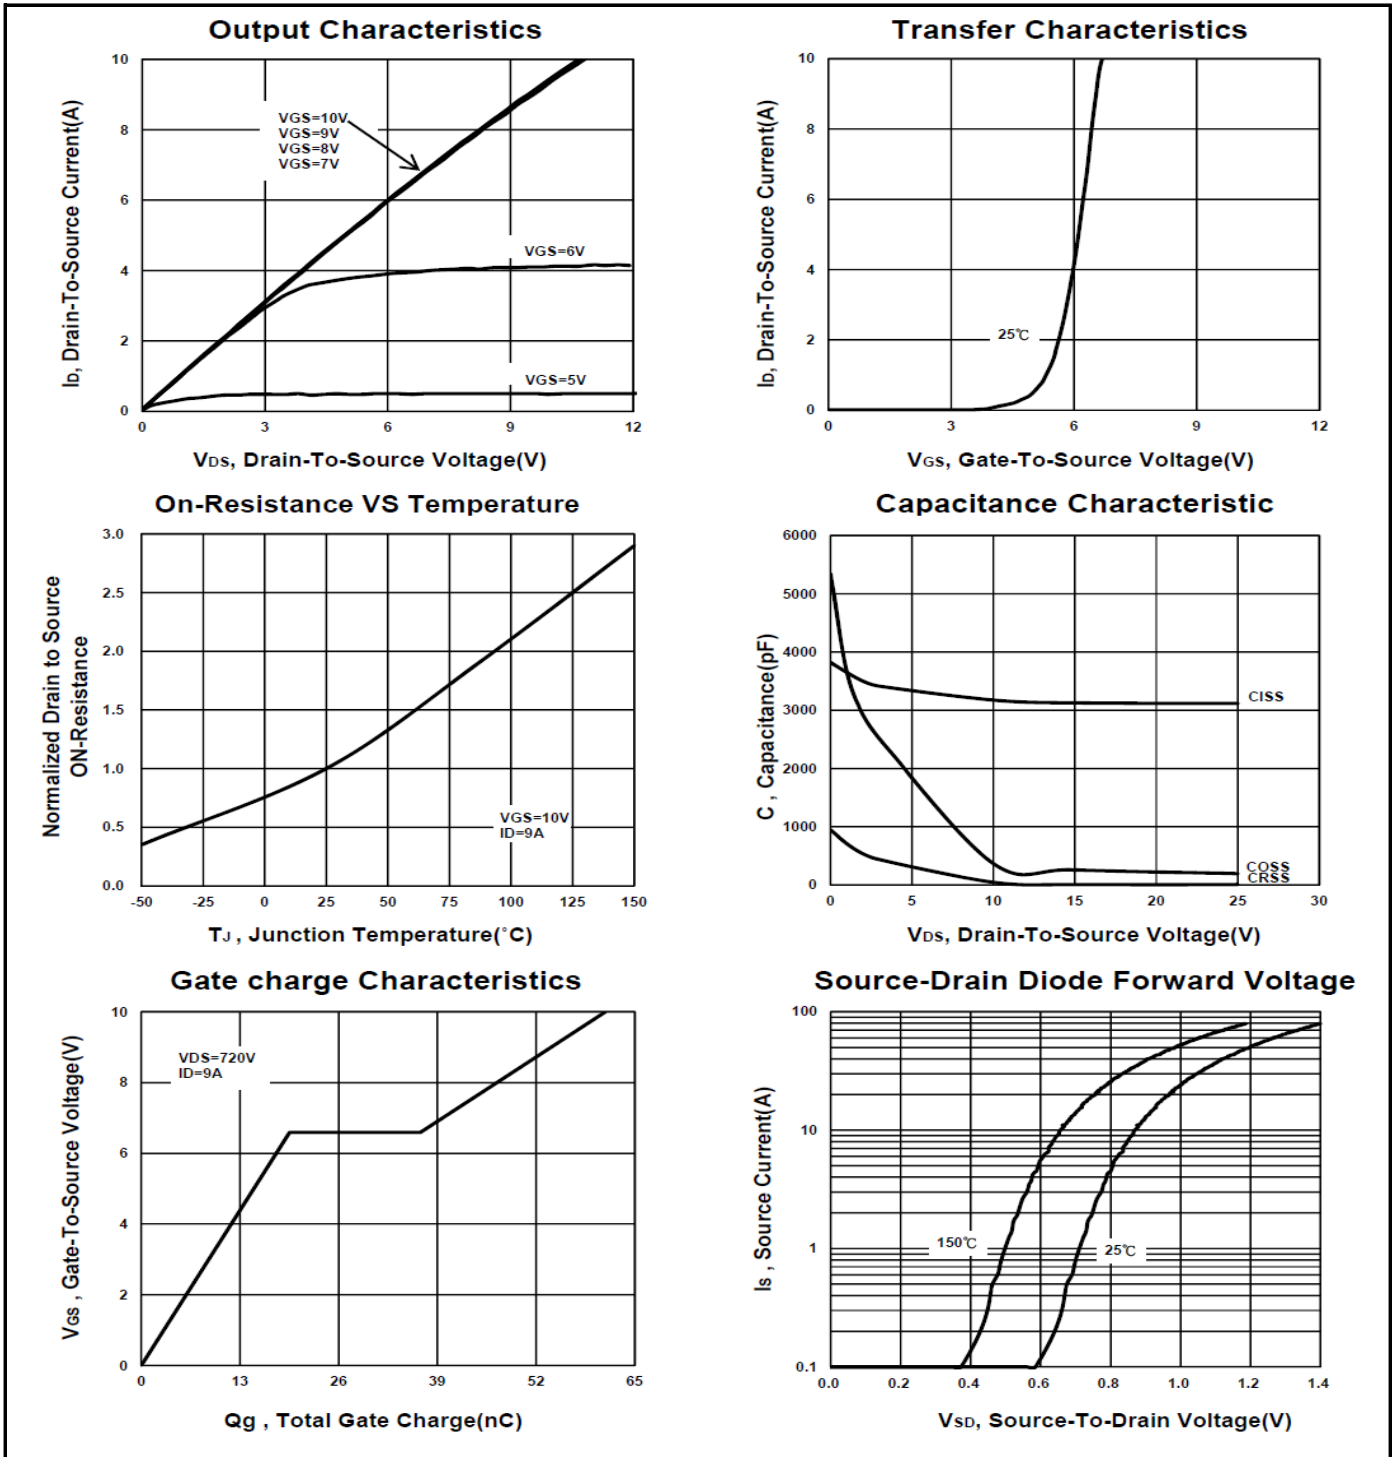 Output Characteristics
10
8
6
4
2
0
ID, Drain-To-Source Current(A)
VGS=10V
VGS=9V
VGS=8V
VGS=7V
VGS=6V
VGS=5V
0 3 6 9 12
VDS, Drain-To-Source Voltage(V)
Transfer Characteristics
10
8
6
4
2
0
ID, Drain-To-Source Current(A)
25℃
0 3 6 9 12
VGS, Gate-To-Source Voltage(V)
On-Resistance VS Temperature
3.0
2.5
2.0
1.5
1.0
0.5
0.0
Normalized Drain to Source
ON-Resistance
VGS=10V
ID=9A
-50 -25 0 25 50 75 100 125 150
TJ , Junction Temperature(°C)
Capacitance Characteristic
6000
5000
4000
3000
2000
1000
0
C , Capacitance(pF)
CISS
COSS
CRSS
0 5 10 15 20 25 30
VDS, Drain-To-Source Voltage(V)
Gate charge Characteristics
10
8
6
4
2
0
VGS , Gate-To-Source Voltage(V)
VDS=720V
ID=9A
0 13 26 39 52 65
Qg , Total Gate Charge(nC)
Source-Drain Diode Forward Voltage
100
10
1
0.1
IS , Source Current(A)
150℃
25℃
0.0 0.2 0.4 0.6 0.8 1.0 1.2 1.4
VSD, Source-To-Drain Voltage(V)